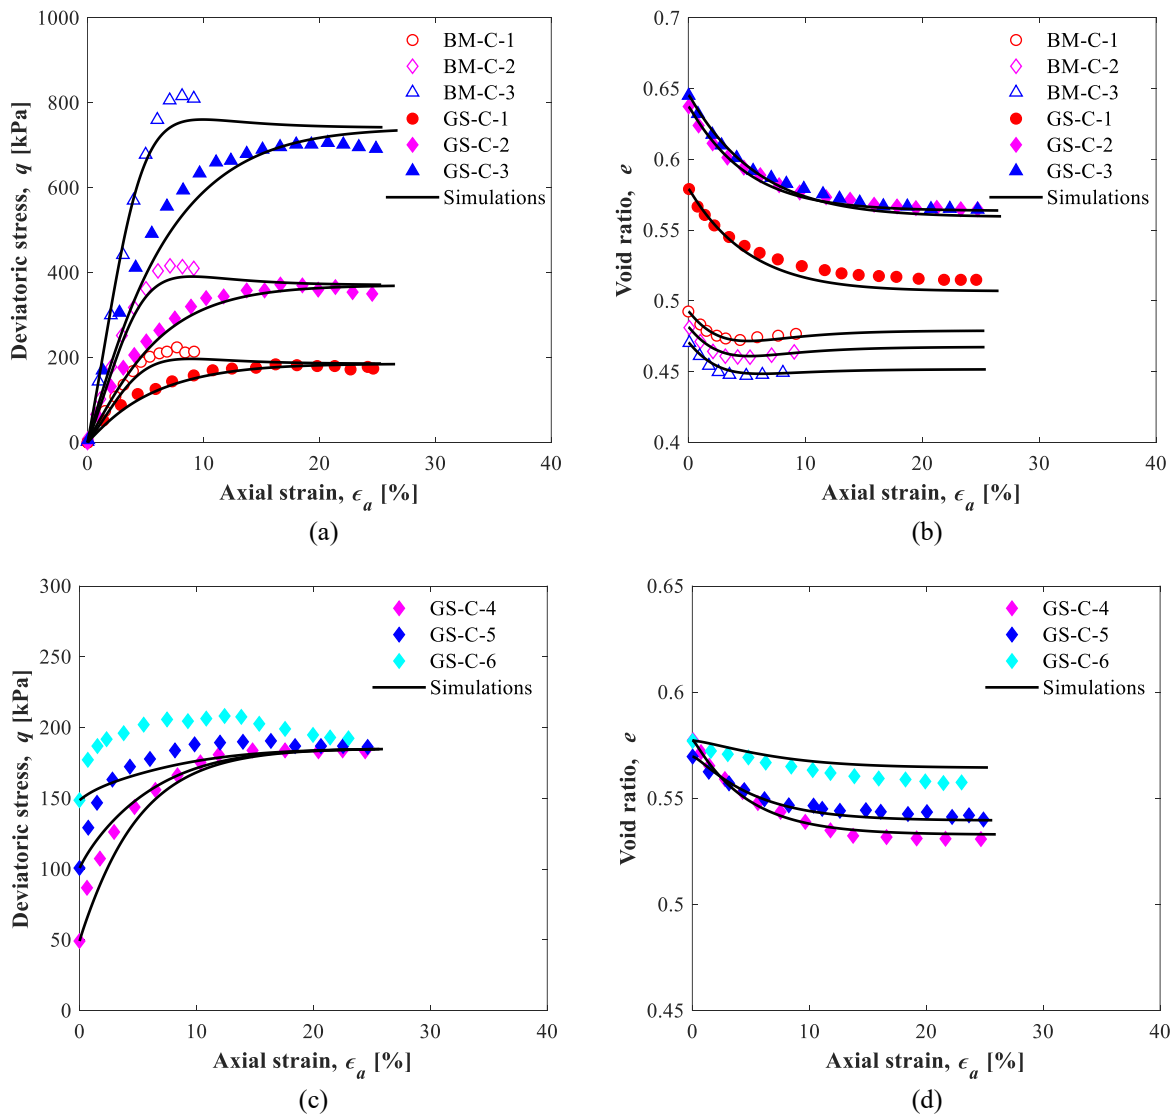 1000
800
600
400
200
0
0
10
20
30
40
Deviatoric stress, q [kPa]
Axial strain, ϵa [%]
BM-C-1
BM-C-2
BM-C-3
GS-C-1
GS-C-2
GS-C-3
Simulations
(a)
0.7
0.65
0.6
0.55
0.5
0.45
0.4
0
10
20
30
40
Void ratio, e
Axial strain, ϵa [%]
BM-C-1
BM-C-2
BM-C-3
GS-C-1
GS-C-2
GS-C-3
Simulations
(b)
300
250
200
150
100
50
0
0
10
20
30
40
Deviatoric stress, q [kPa]
Axial strain, ϵa [%]
GS-C-4
GS-C-5
GS-C-6
Simulations
(c)
0.65
0.6
0.55
0.5
0.45
0
10
20
30
40
Void ratio, e
Axial strain, ϵa [%]
GS-C-4
GS-C-5
GS-C-6
Simulations
(d)